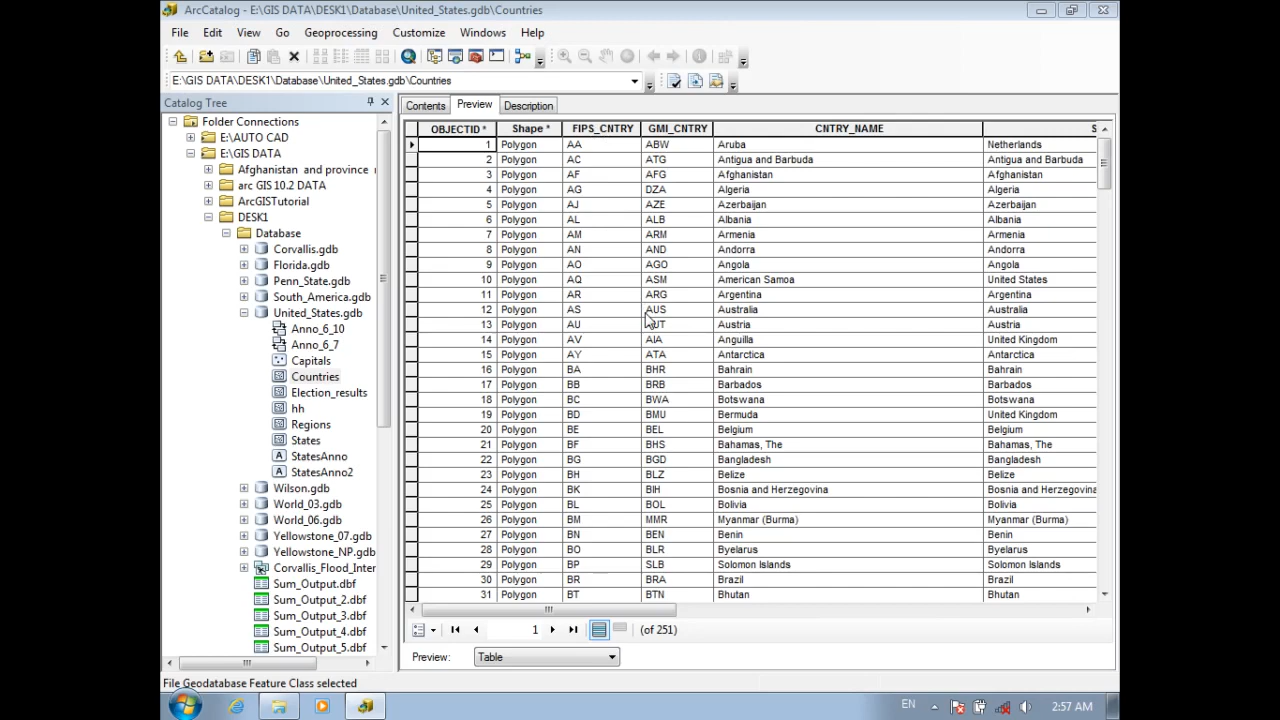 ArcCatalog - E:\GIS DATA\DESK1\Database\United_States.gdb\Countries
File Edit View Go Geoprocessing Customize Windows Help
E:\GIS DATA\DESK1\Database\United_States.gdb\Countries
Catalog Tree
Folder Connections
E:\AUTO CAD
E:\GIS DATA
Afghanistan and province
arc GIS 10.2 DATA
ArcGISTutorial
DESK1
Database
Corvallis.gdb
Florida.gdb
Penn_State.gdb
South_America.gdb
United_States.gdb
Anno_6_10
Anno_6_7
Capitals
Countries
Election_results
hh
Regions
States
StatesAnno
StatesAnno2
Wilson.gdb
World_03.gdb
World_06.gdb
Yellowstone_07.gdb
Yellowstone_NP.gdb
Corvallis_Flood_Inter
Sum_Output.dbf
Sum_Output_2.dbf
Sum_Output_3.dbf
Sum_Output_4.dbf
Sum_Output_5.dbf
Contents Preview Description
OBJECTID * Shape * FIPS_CNTRY GMI_CNTRY CNTRY_NAME S
1 Polygon AA ABW Aruba Netherlands
2 Polygon AC ATG Antigua and Barbuda Antigua and Barbuda
3 Polygon AF AFG Afghanistan Afghanistan
4 Polygon AG DZA Algeria Algeria
5 Polygon AJ AZE Azerbaijan Azerbaijan
6 Polygon AL ALB Albania Albania
7 Polygon AM ARM Armenia Armenia
8 Polygon AN AND Andorra Andorra
9 Polygon AO AGO Angola Angola
10 Polygon AQ ASM American Samoa United States
11 Polygon AR ARG Argentina Argentina
12 Polygon AS AUS Australia Australia
13 Polygon AU AUT Austria Austria
14 Polygon AV AIA Anguilla United Kingdom
15 Polygon AY ATA Antarctica Antarctica
16 Polygon BA BHR Bahrain Bahrain
17 Polygon BB BRB Barbados Barbados
18 Polygon BC BWA Botswana Botswana
19 Polygon BD BMU Bermuda United Kingdom
20 Polygon BE BEL Belgium Belgium
21 Polygon BF BHS Bahamas, The Bahamas, The
22 Polygon BG BGD Bangladesh Bangladesh
23 Polygon BH BLZ Belize Belize
24 Polygon BK BIH Bosnia and Herzegovina Bosnia and Herzegovina
25 Polygon BL BOL Bolivia Bolivia
26 Polygon BM MMR Myanmar (Burma) Myanmar (Burma)
27 Polygon BN BEN Benin Benin
28 Polygon BO BLR Byelarus Byelarus
29 Polygon BP SLB Solomon Islands Solomon Islands
30 Polygon BR BRA Brazil Brazil
31 Polygon BT BTN Bhutan Bhutan
1 (of 251)
Preview: Table
File Geodatabase Feature Class selected
EN 2:57 AM